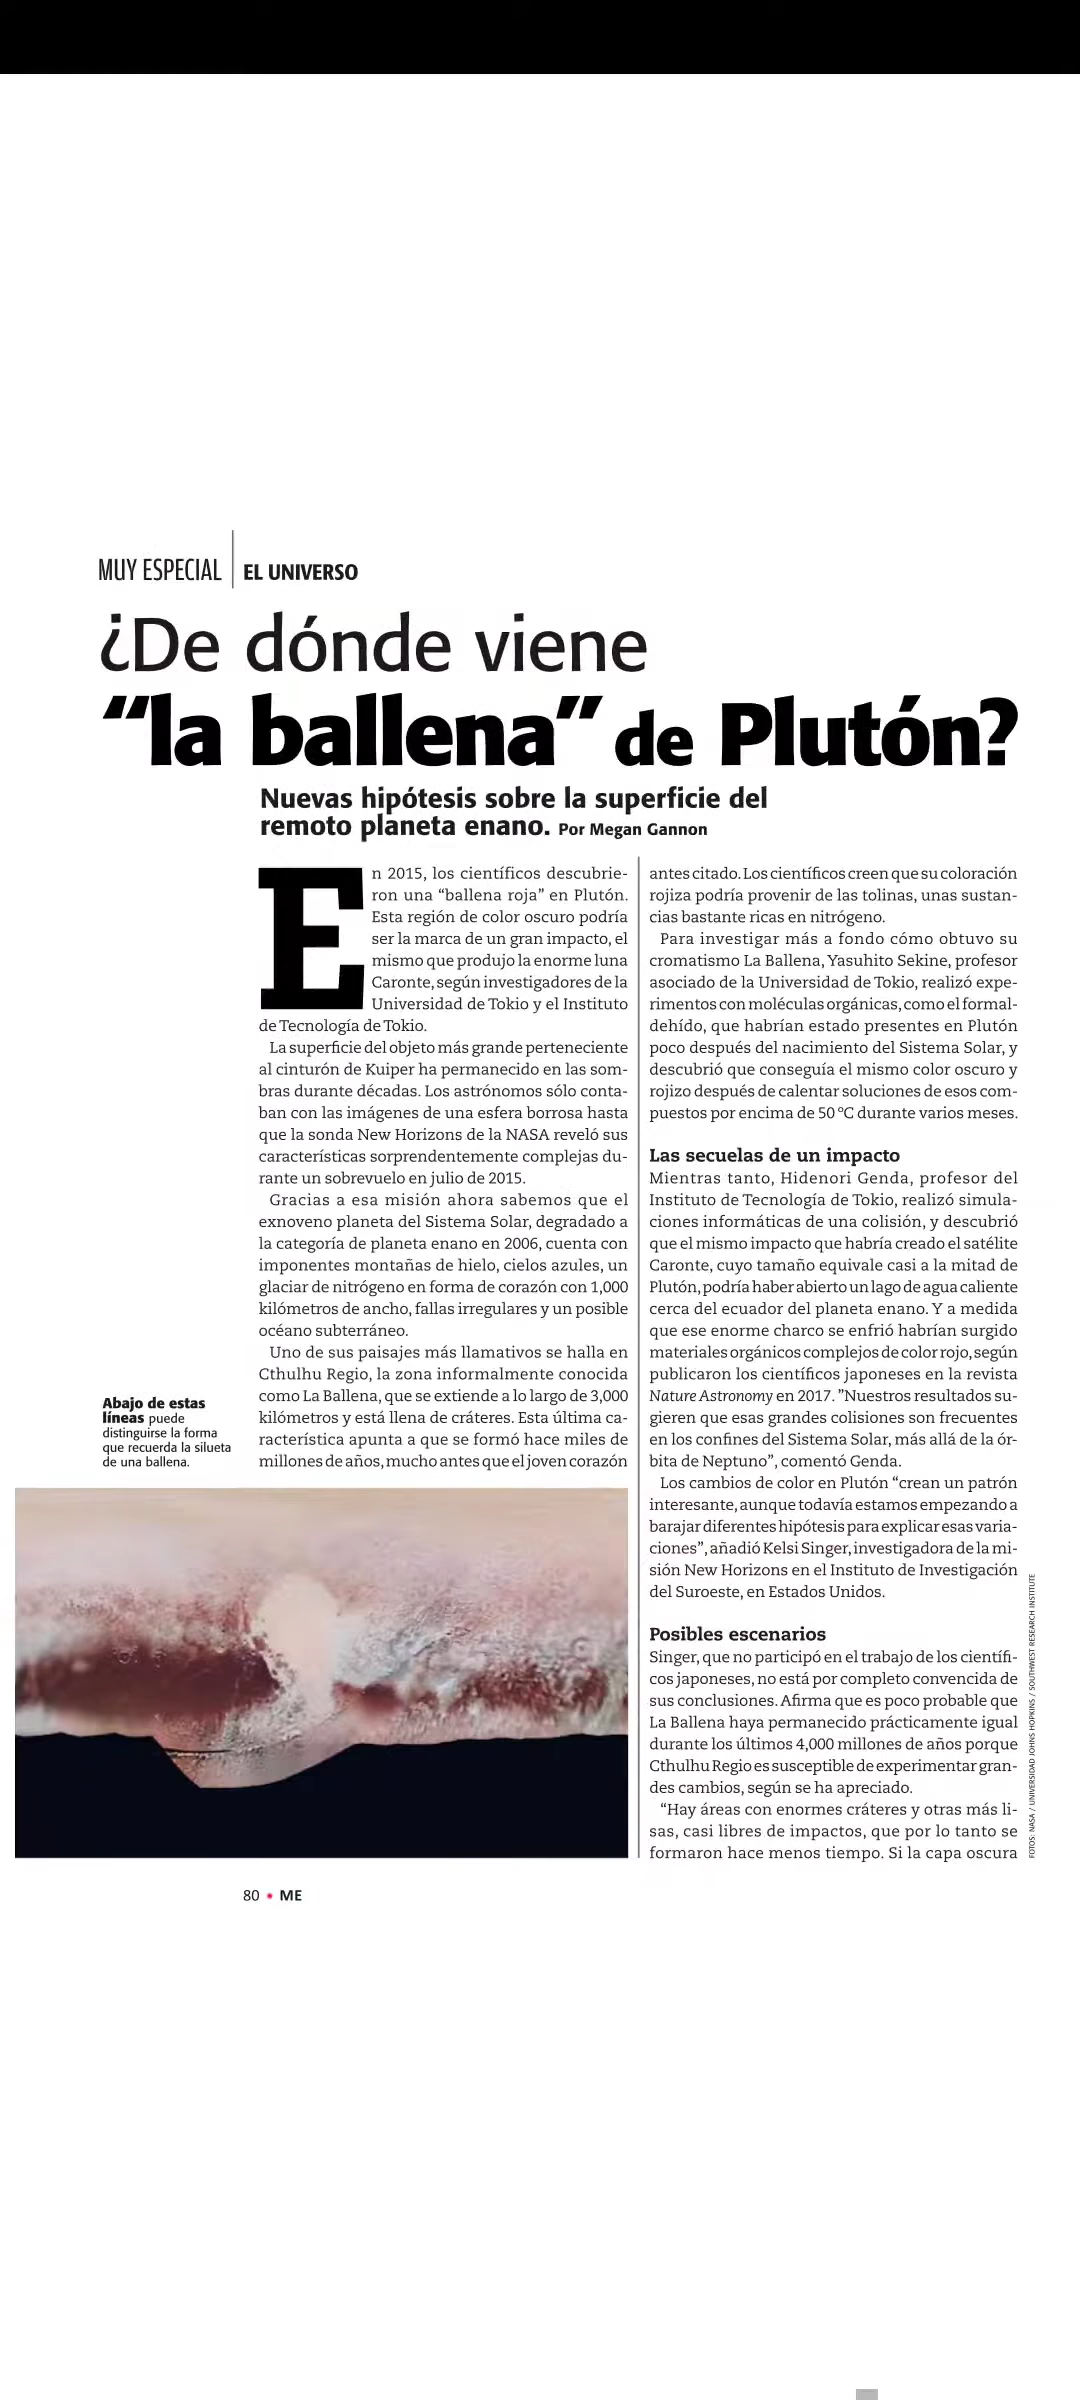 MUY ESPECIAL
EL UNIVERSO
¿De dónde viene
“la ballena” de Plutón?
Nuevas hipótesis sobre la superficie del
remoto planeta enano. Por Megan Gannon
En 2015, los científicos descubrie-
ron una “ballena roja” en Plutón.
Esta región de color oscuro podría
ser la marca de un gran impacto, el
mismo que produjo la enorme luna
Caronte, según investigadores de la
Universidad de Tokio y el Instituto
de Tecnología de Tokio.
La superficie del objeto más grande perteneciente
al cinturón de Kuiper ha permanecido en las som-
bras durante décadas. Los astrónomos sólo conta-
ban con las imágenes de una esfera borrosa hasta
que la sonda New Horizons de la NASA reveló sus
características sorprendentemente complejas du-
rante un sobrevuelo en julio de 2015.
Gracias a esa misión ahora sabemos que el
exnoveno planeta del Sistema Solar, degradado a
la categoría de planeta enano en 2006, cuenta con
imponentes montañas de hielo, cielos azules, un
glaciar de nitrógeno en forma de corazón con 1,000
kilómetros de ancho, fallas irregulares y un posible
océano subterráneo.
Uno de sus paisajes más llamativos se halla en
Cthulhu Regio, la zona informalmente conocida
como La Ballena, que se extiende a lo largo de 3,000
kilómetros y está llena de cráteres. Esta última ca-
racterística apunta a que se formó hace miles de
millones de años, mucho antes que el joven corazón
antes citado. Los científicos creen que su coloración
rojiza podría provenir de las tolinas, unas sustan-
cias bastante ricas en nitrógeno.
Para investigar más a fondo cómo obtuvo su
cromatismo La Ballena, Yasuhito Sekine, profesor
asociado de la Universidad de Tokio, realizó expe-
rimentos con moléculas orgánicas, como el formal-
dehído, que habrían estado presentes en Plutón
poco después del nacimiento del Sistema Solar, y
descubrió que conseguía el mismo color oscuro y
rojizo después de calentar soluciones de esos com-
puestos por encima de 50 °C durante varios meses.
Las secuelas de un impacto
Mientras tanto, Hidenori Genda, profesor del
Instituto de Tecnología de Tokio, realizó simula-
ciones informáticas de una colisión, y descubrió
que el mismo impacto que habría creado el satélite
Caronte, cuyo tamaño equivale casi a la mitad de
Plutón, podría haber abierto un lago de agua caliente
cerca del ecuador del planeta enano. Y a medida
que ese enorme charco se enfrió habrían surgido
materiales orgánicos complejos de color rojo, según
publicaron los científicos japoneses en la revista
Nature Astronomy en 2017. ”Nuestros resultados su-
gieren que esas grandes colisiones son frecuentes
en los confines del Sistema Solar, más allá de la ór-
bita de Neptuno”, comentó Genda.
Los cambios de color en Plutón “crean un patrón
interesante, aunque todavía estamos empezando a
barajar diferentes hipótesis para explicar esas varia-
ciones”, añadió Kelsi Singer, investigadora de la mi-
sión New Horizons en el Instituto de Investigación
del Suroeste, en Estados Unidos.
Posibles escenarios
Singer, que no participó en el trabajo de los científi-
cos japoneses, no está por completo convencida de
sus conclusiones. Afirma que es poco probable que
La Ballena haya permanecido prácticamente igual
durante los últimos 4,000 millones de años porque
Cthulhu Regio es susceptible de experimentar gran-
des cambios, según se ha apreciado.
“Hay áreas con enormes cráteres y otras más li-
sas, casi libres de impactos, que por lo tanto se
formaron hace menos tiempo. Si la capa oscura
Abajo de estas
líneas puede
distinguirse la forma
que recuerda la silueta
de una ballena.
FOTOS: NASA / UNIVERSIDAD JOHNS HOPKINS / SOUTHWEST RESEARCH INSTITUTE
80 • ME